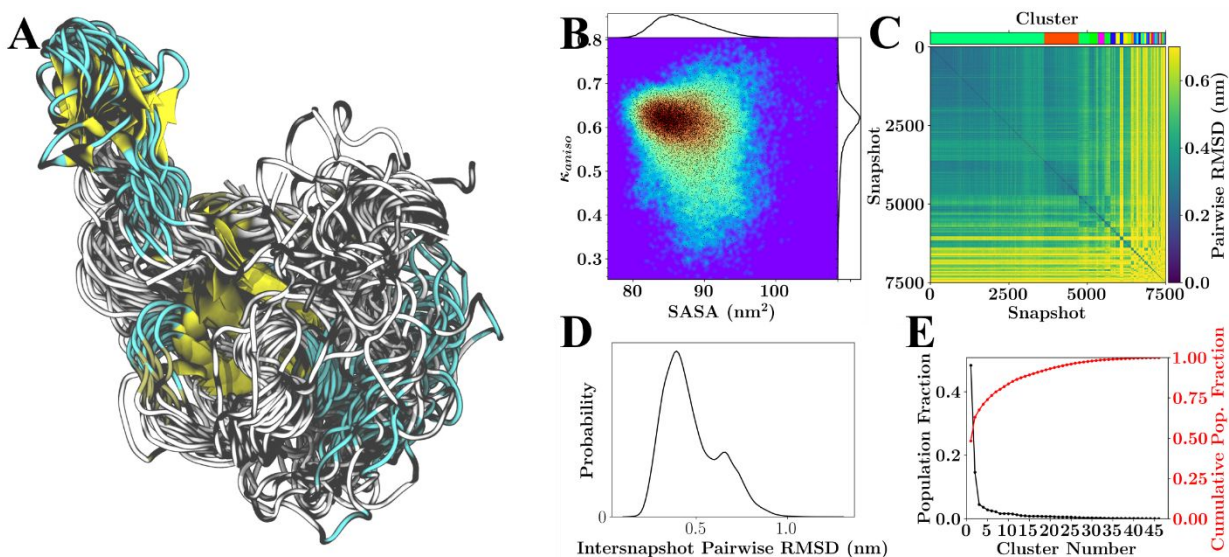 A
B
0.8
0.7
0.6
0.5
0.4
0.3
κaniso
80 90 100
SASA (nm²)
C
Cluster
0
2500
5000
7500
Snapshot
0 2500 5000 7500
Snapshot
0.6
0.4
0.2
0.0
Pairwise RMSD (nm)
D
Probability
0
0.5 1.0
Intersnapshot Pairwise RMSD (nm)
E
Population Fraction
0.4
0.2
0.0
1 5 10 15 20 25 30 35 40 45
Cluster Number
1.00
0.75
0.50
0.25
0.00
Cumulative Pop. Fraction